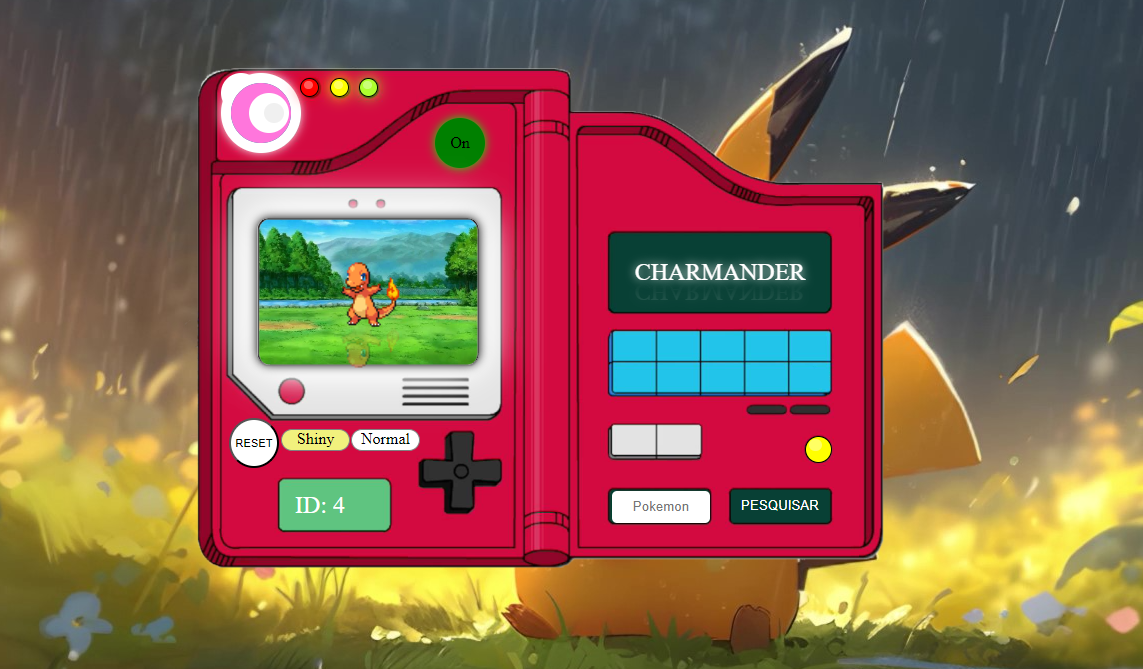 On
CHARMANDER
RESET
Shiny
Normal
ID: 4
Pokemon
PESQUISAR